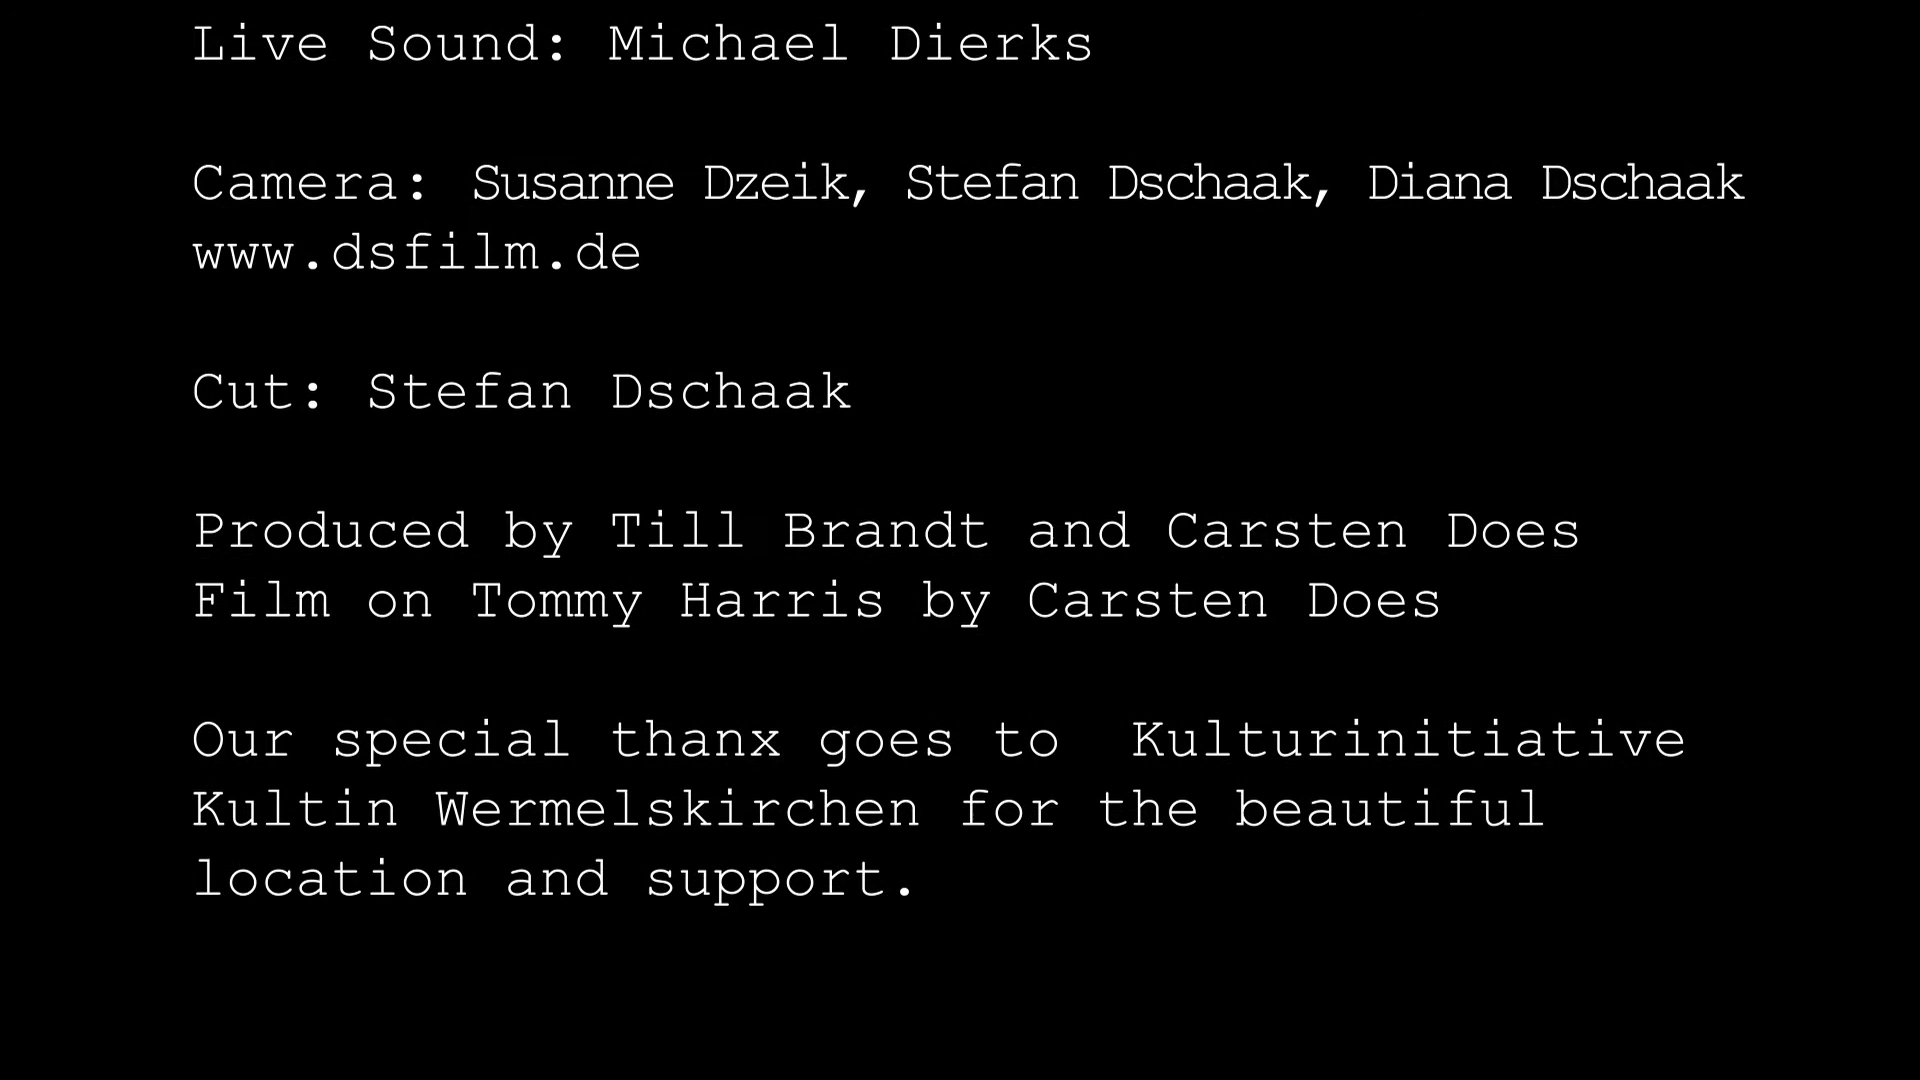 Live Sound: Michael Dierks
Camera: Susanne Dzeik, Stefan Dschaak, Diana Dschaak
www.dsfilm.de
Cut: Stefan Dschaak
Produced by Till Brandt and Carsten Does
Film on Tommy Harris by Carsten Does
Our special thanx goes to  Kulturinitiative
Kultin Wermelskirchen for the beautiful
location and support.